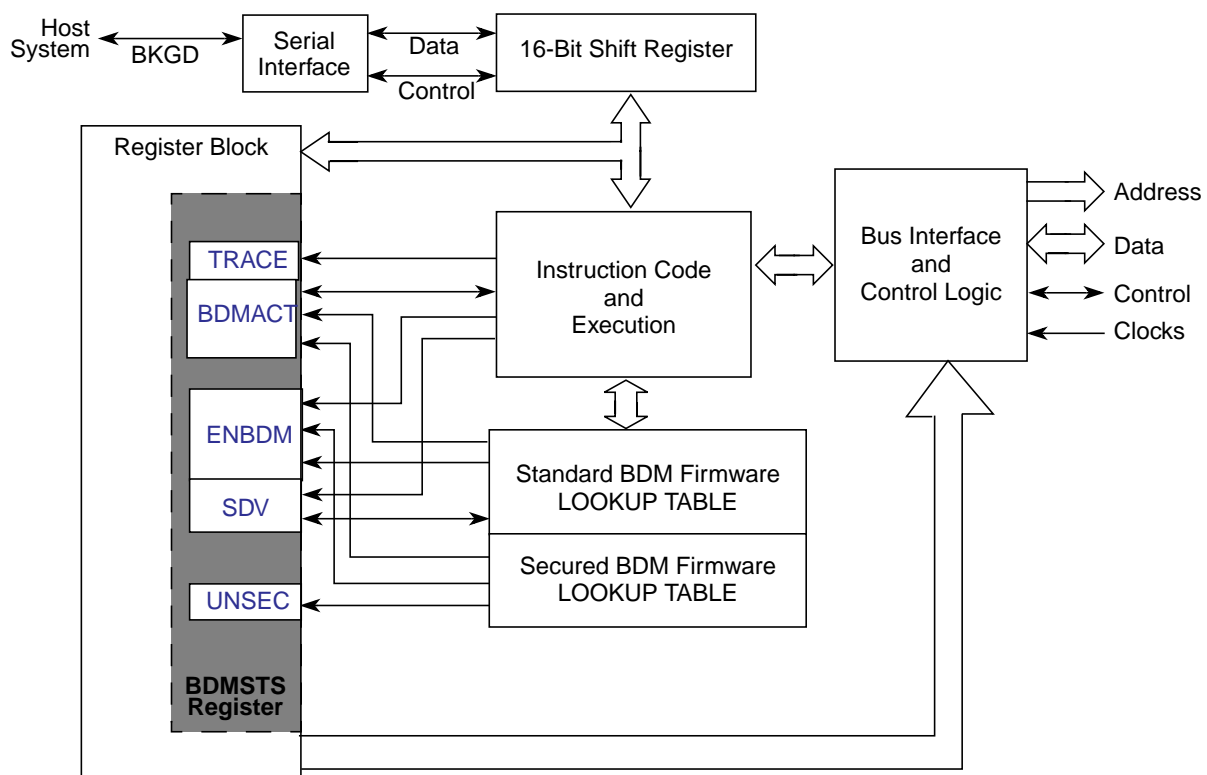 Host
System
BKGD
Serial
Interface
Data
Control
16-Bit Shift Register
Register Block
TRACE
BDMACT
ENBDM
SDV
UNSEC
BDMSTS
Register
Instruction Code
and
Execution
Standard BDM Firmware
LOOKUP TABLE
Secured BDM Firmware
LOOKUP TABLE
Bus Interface
and
Control Logic
Address
Data
Control
Clocks